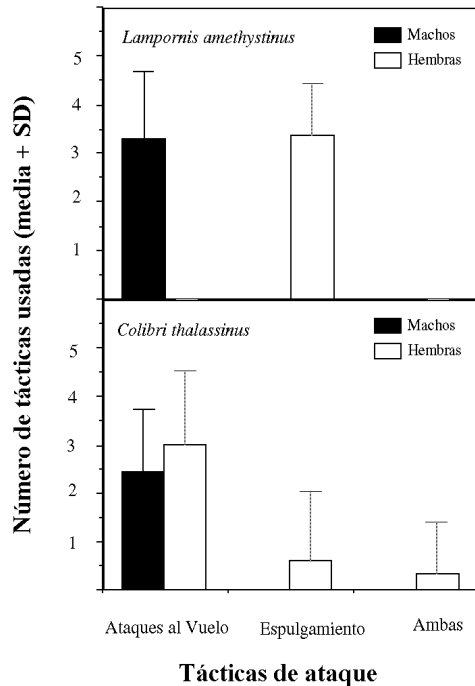 Lampornis amethystinus
Machos
Hembras
5
4
3
2
1
Número de tácticas usadas (media + SD)
Colibri thalassinus
Machos
Hembras
5
4
3
2
1
Ataques al Vuelo
Espulgamiento
Ambas
Tácticas de ataque